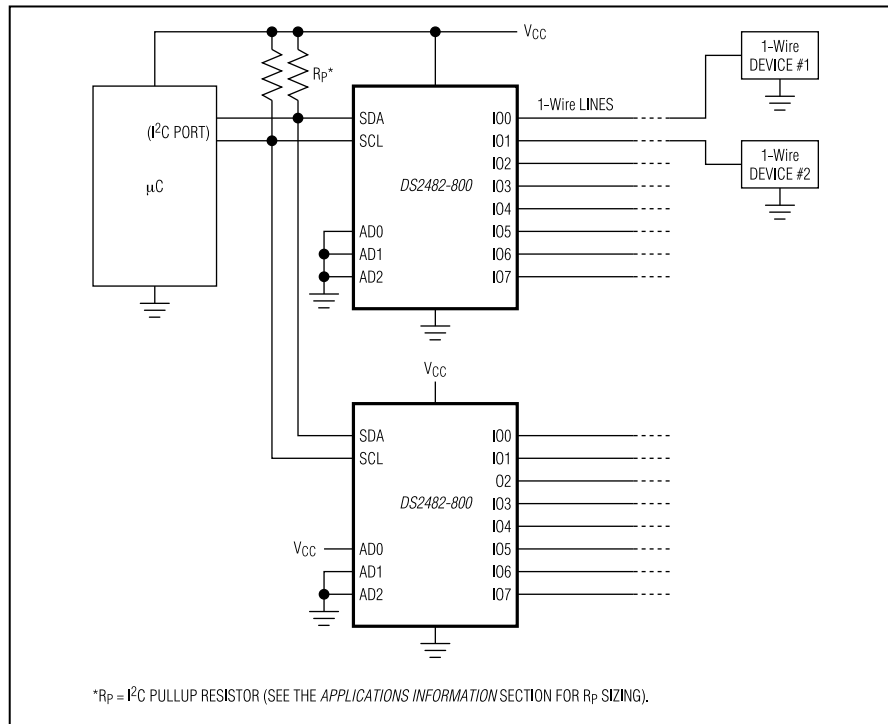 VCC
RP*
(I²C PORT)
µC
SDA
SCL
AD0
AD1
AD2
DS2482-800
IO0
IO1
IO2
IO3
IO4
IO5
IO6
IO7
1-Wire LINES
1-Wire
DEVICE #1
1-Wire
DEVICE #2
VCC
SDA
SCL
VCC
AD0
AD1
AD2
DS2482-800
IO0
IO1
O2
IO3
IO4
IO5
IO6
IO7
*RP = I²C PULLUP RESISTOR (SEE THE APPLICATIONS INFORMATION SECTION FOR RP SIZING).